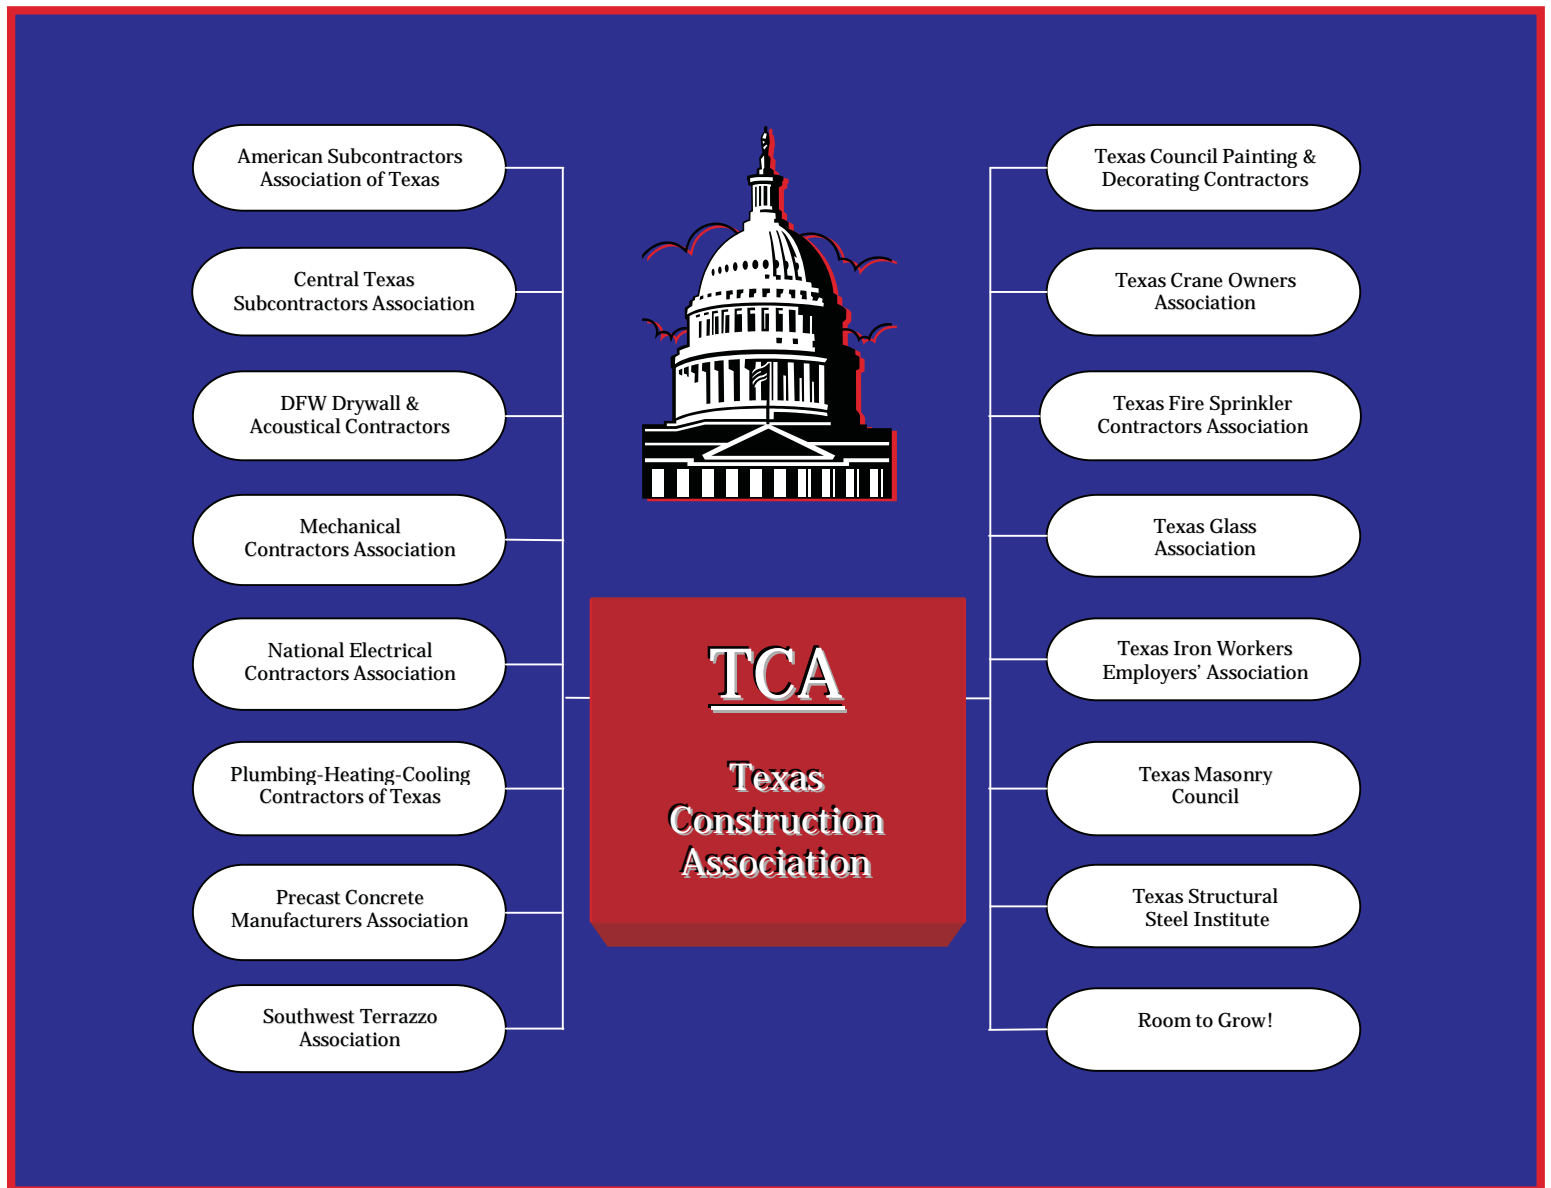 American Subcontractors
Association of Texas
Central Texas
Subcontractors Association
DFW Drywall &
Acoustical Contractors
Mechanical
Contractors Association
National Electrical
Contractors Association
Plumbing-Heating-Cooling
Contractors of Texas
Precast Concrete
Manufacturers Association
Southwest Terrazzo
Association
TCA
Texas
Construction
Association
Texas Council Painting &
Decorating Contractors
Texas Crane Owners
Association
Texas Fire Sprinkler
Contractors Association
Texas Glass
Association
Texas Iron Workers
Employers’ Association
Texas Masonry
Council
Texas Structural
Steel Institute
Room to Grow!